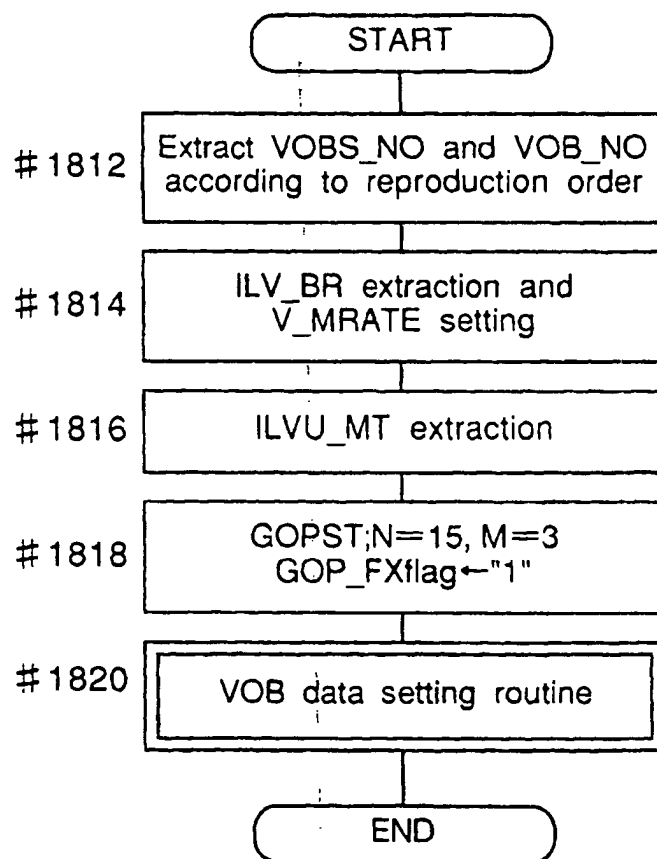 START
#1812
Extract VOBS_NO and VOB_NO
according to reproduction order
#1814
ILV_BR extraction and
V_MRATE setting
#1816
ILVU_MT extraction
#1818
GOPST;N=15, M=3
GOP_FXflag←"1"
#1820
VOB data setting routine
END